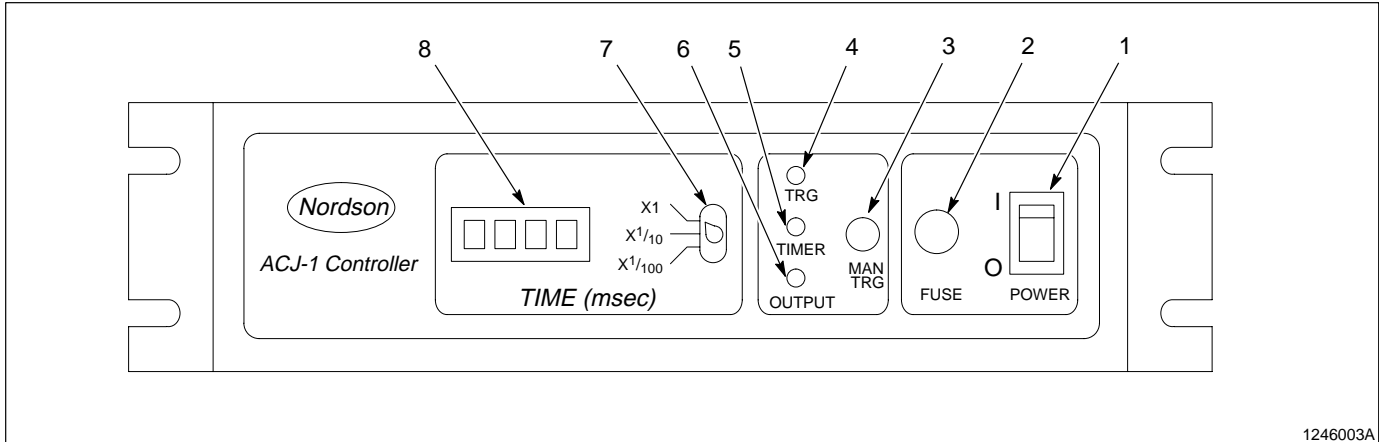 8 7 6 5 4 3 2 1
Nordson
ACJ-1 Controller
X1
X1/10
X1/100
TIME (msec)
TRG
TIMER
OUTPUT
MAN
TRG
FUSE
I
O
POWER
1246003A